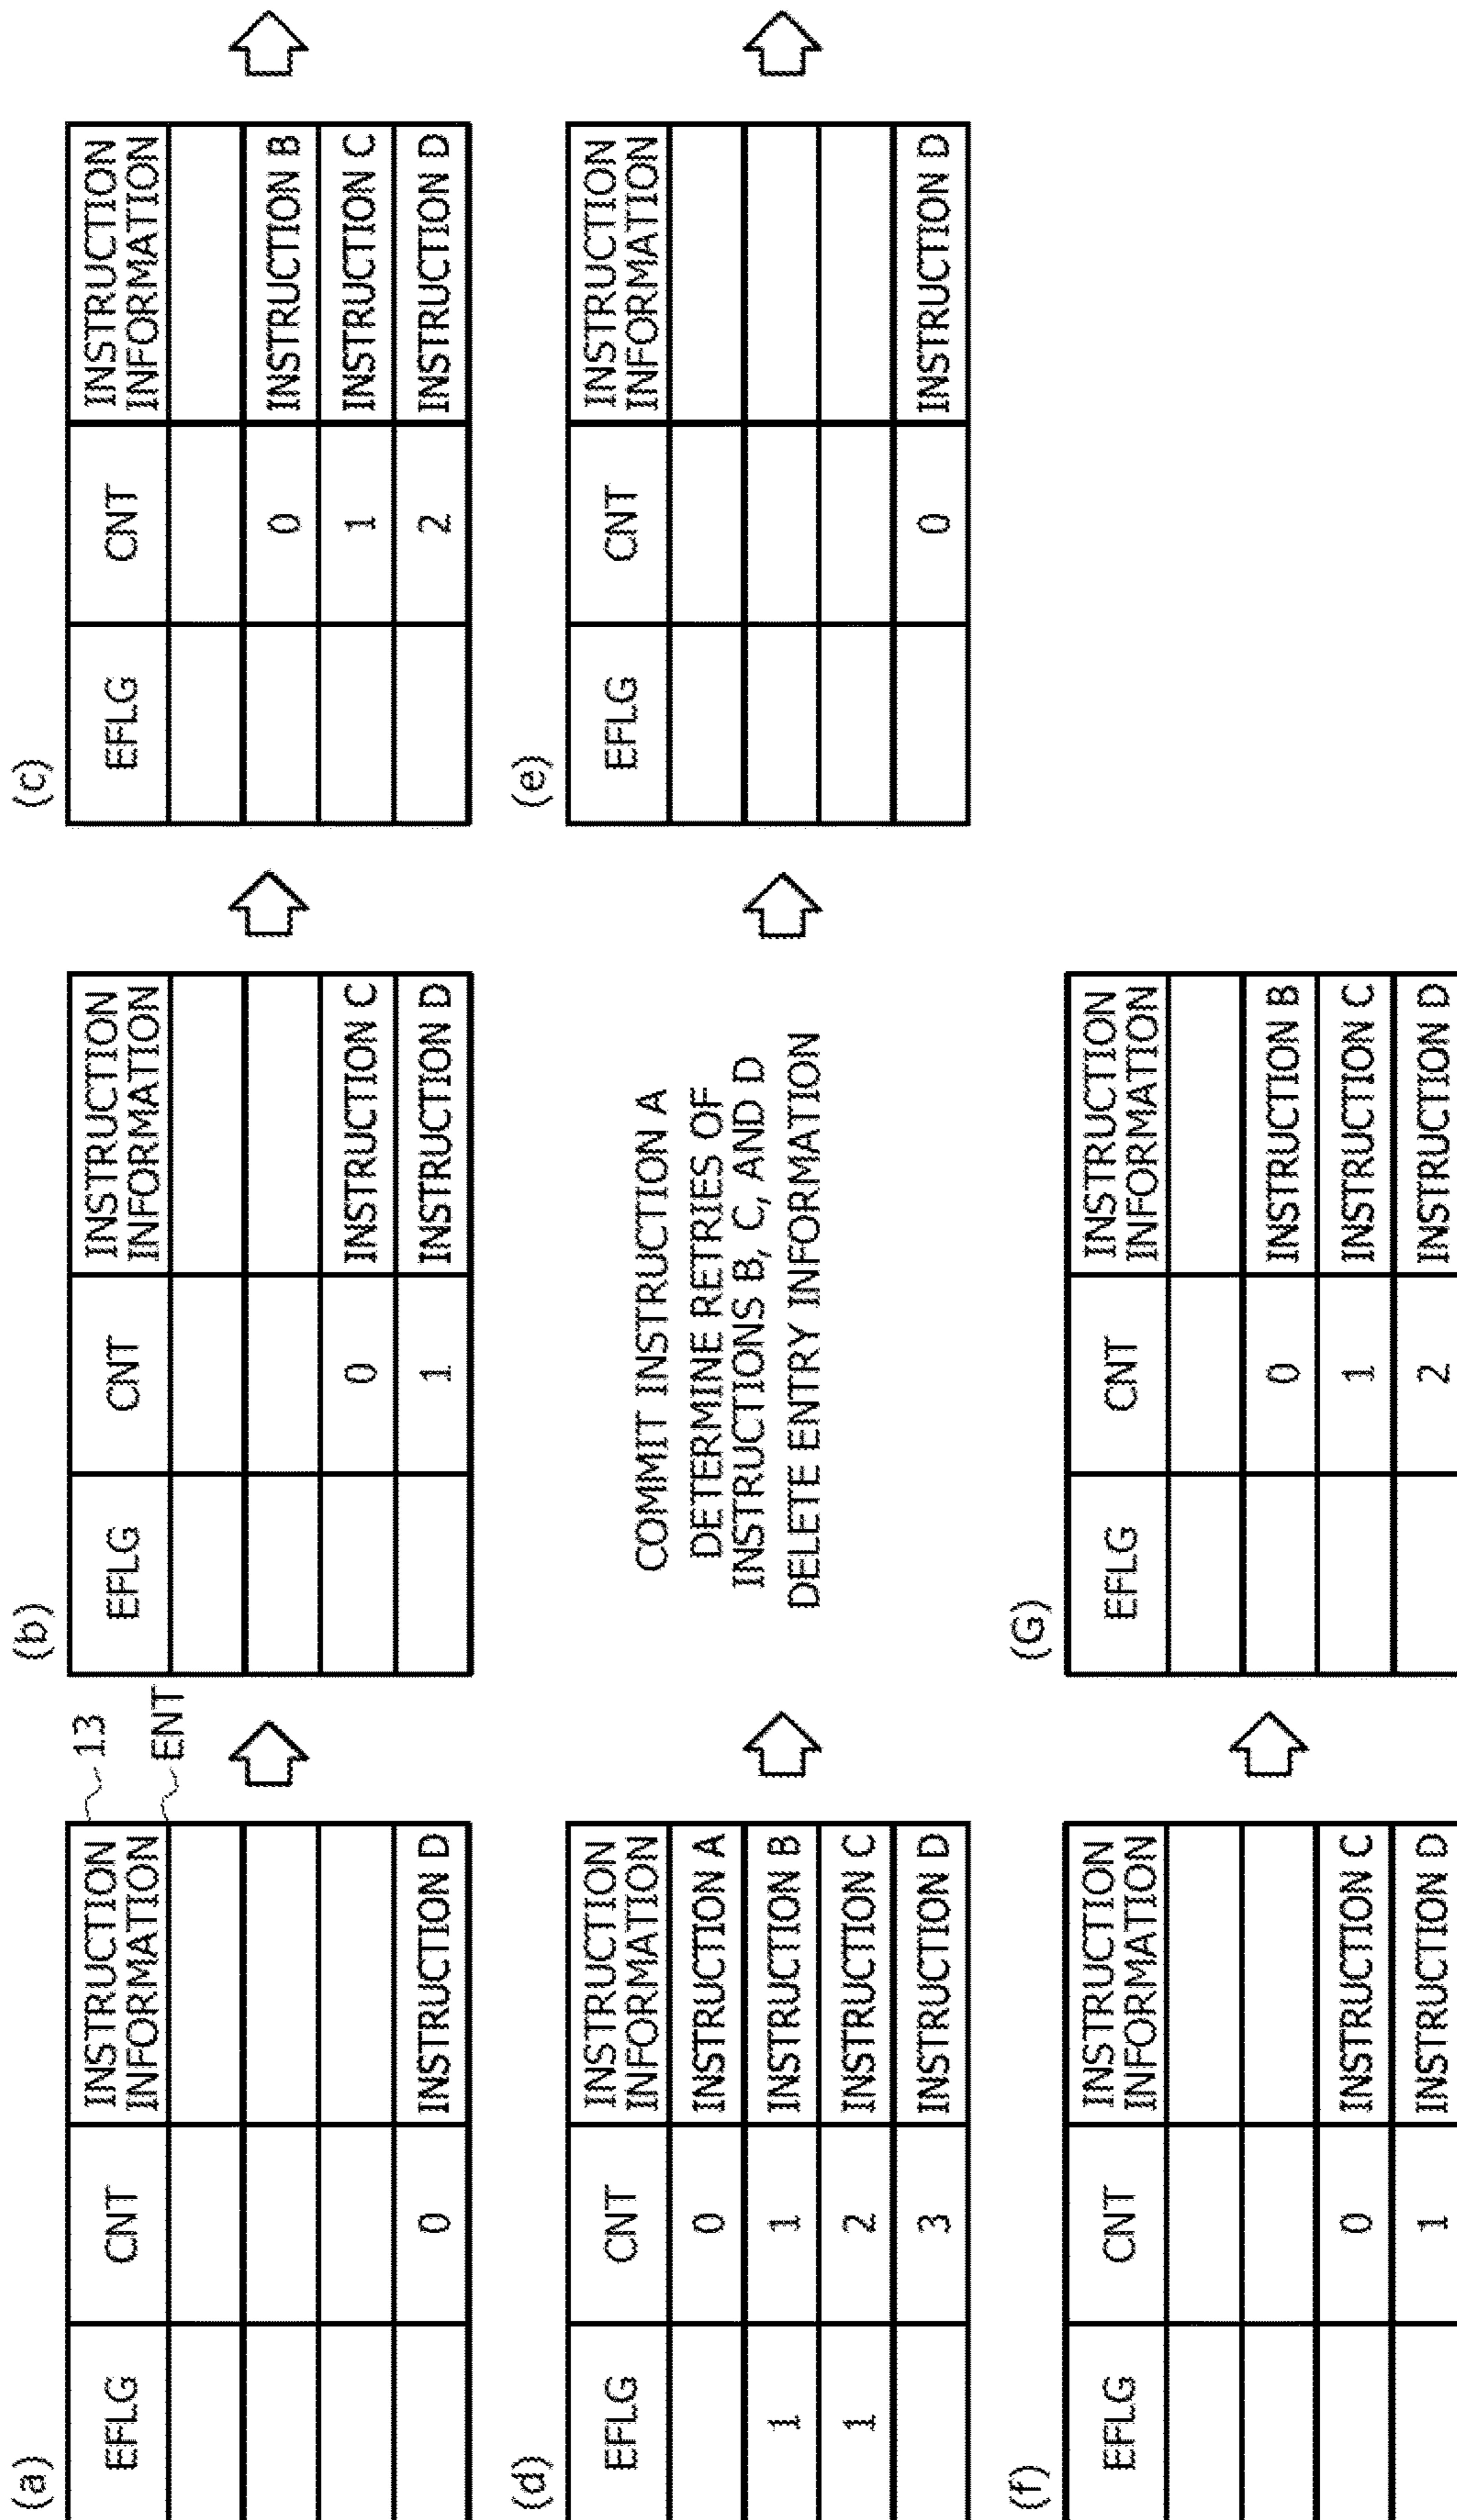 (a)
13
ENT
EFLG CNT INSTRUCTION
INFORMATION
0 INSTRUCTION D
(b)
EFLG CNT INSTRUCTION
INFORMATION
0 INSTRUCTION C
1 INSTRUCTION D
(c)
EFLG CNT INSTRUCTION
INFORMATION
0 INSTRUCTION B
1 INSTRUCTION C
2 INSTRUCTION D
(d)
EFLG CNT INSTRUCTION
INFORMATION
0 INSTRUCTION A
1 1 INSTRUCTION B
1 2 INSTRUCTION C
3 INSTRUCTION D
COMMIT INSTRUCTION A
DETERMINE RETRIES OF
INSTRUCTIONS B, C, AND D
DELETE ENTRY INFORMATION
(e)
EFLG CNT INSTRUCTION
INFORMATION
0 INSTRUCTION D
(f)
EFLG CNT INSTRUCTION
INFORMATION
0 INSTRUCTION C
1 INSTRUCTION D
(G)
EFLG CNT INSTRUCTION
INFORMATION
0 INSTRUCTION B
1 INSTRUCTION C
2 INSTRUCTION D